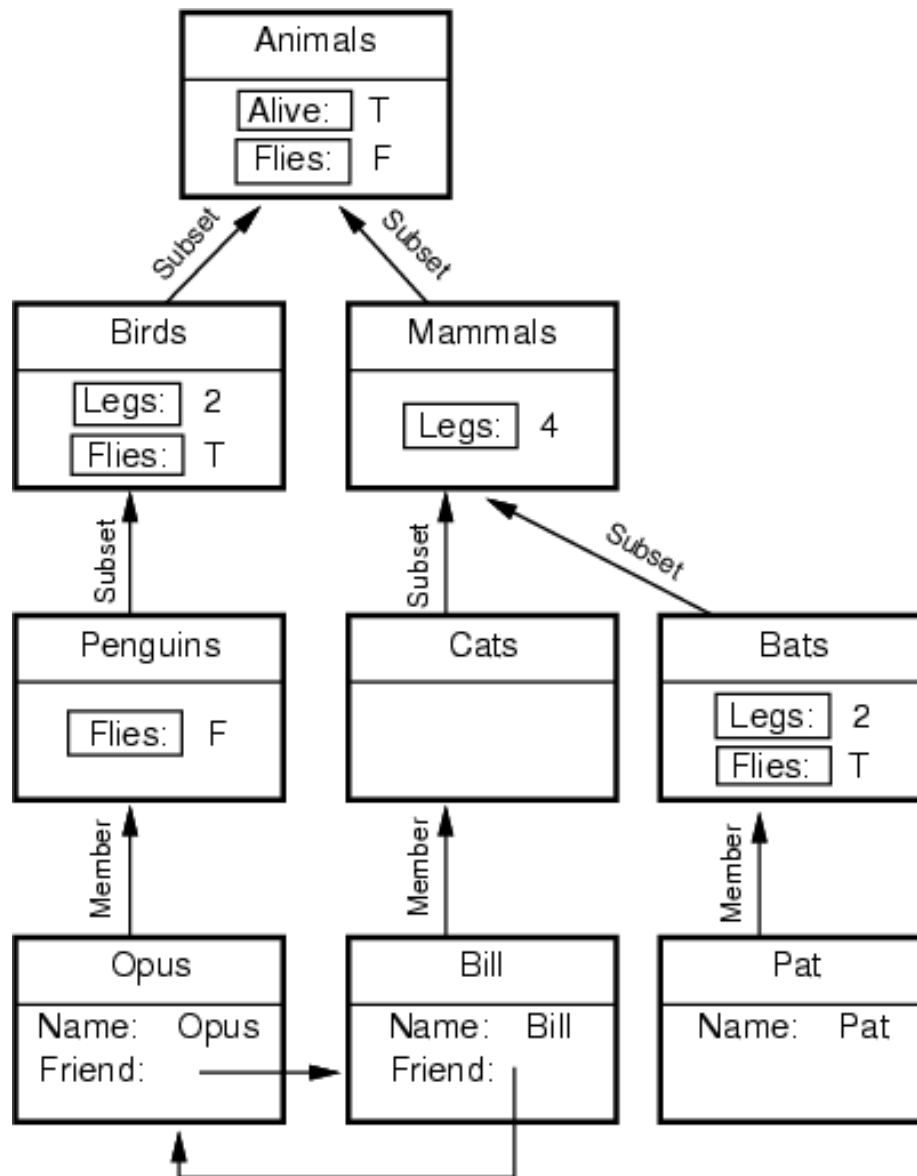 Animals
Alive: T
Flies: F
Subset
Subset
Birds
Legs: 2
Flies: T
Mammals
Legs: 4
Subset
Subset
Subset
Penguins
Flies: F
Cats
Bats
Legs: 2
Flies: T
Member
Member
Member
Opus
Name: Opus
Friend:
Bill
Name: Bill
Friend:
Pat
Name: Pat